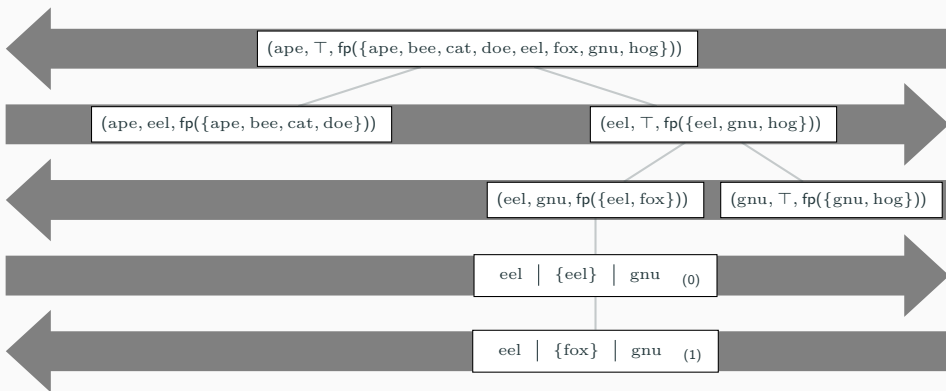 (ape, ⊤, fp({ape, bee, cat, doe, eel, fox, gnu, hog}))
(ape, eel, fp({ape, bee, cat, doe}))
(eel, ⊤, fp({eel, gnu, hog}))
(eel, gnu, fp({eel, fox}))
(gnu, ⊤, fp({gnu, hog}))
eel | {eel} | gnu (0)
eel | {fox} | gnu (1)